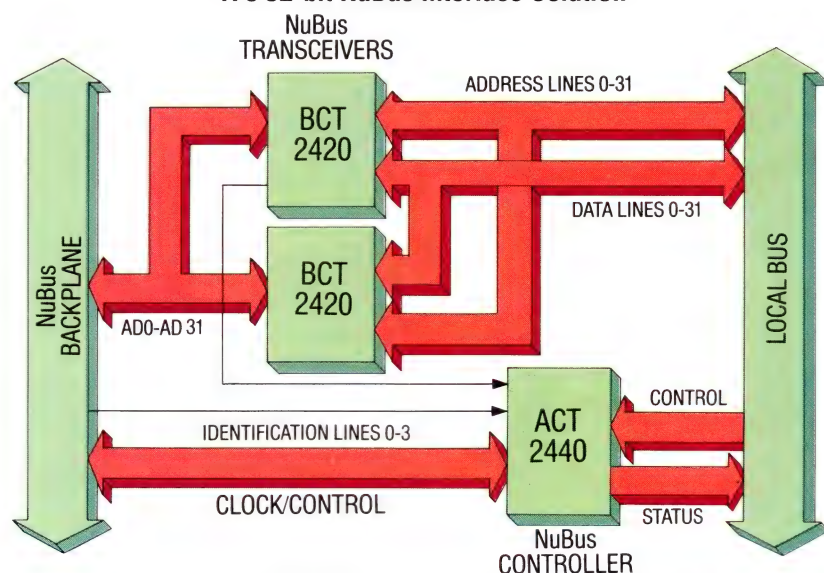 NuBus
TRANSCEIVERS
ADDRESS LINES 0-31
BCT
2420
DATA LINES 0-31
BCT
2420
NuBus
BACKPLANE
LOCAL BUS
AD0-AD 31
CONTROL
ACT
2440
IDENTIFICATION LINES 0-3
CLOCK/CONTROL
STATUS
NuBus
CONTROLLER